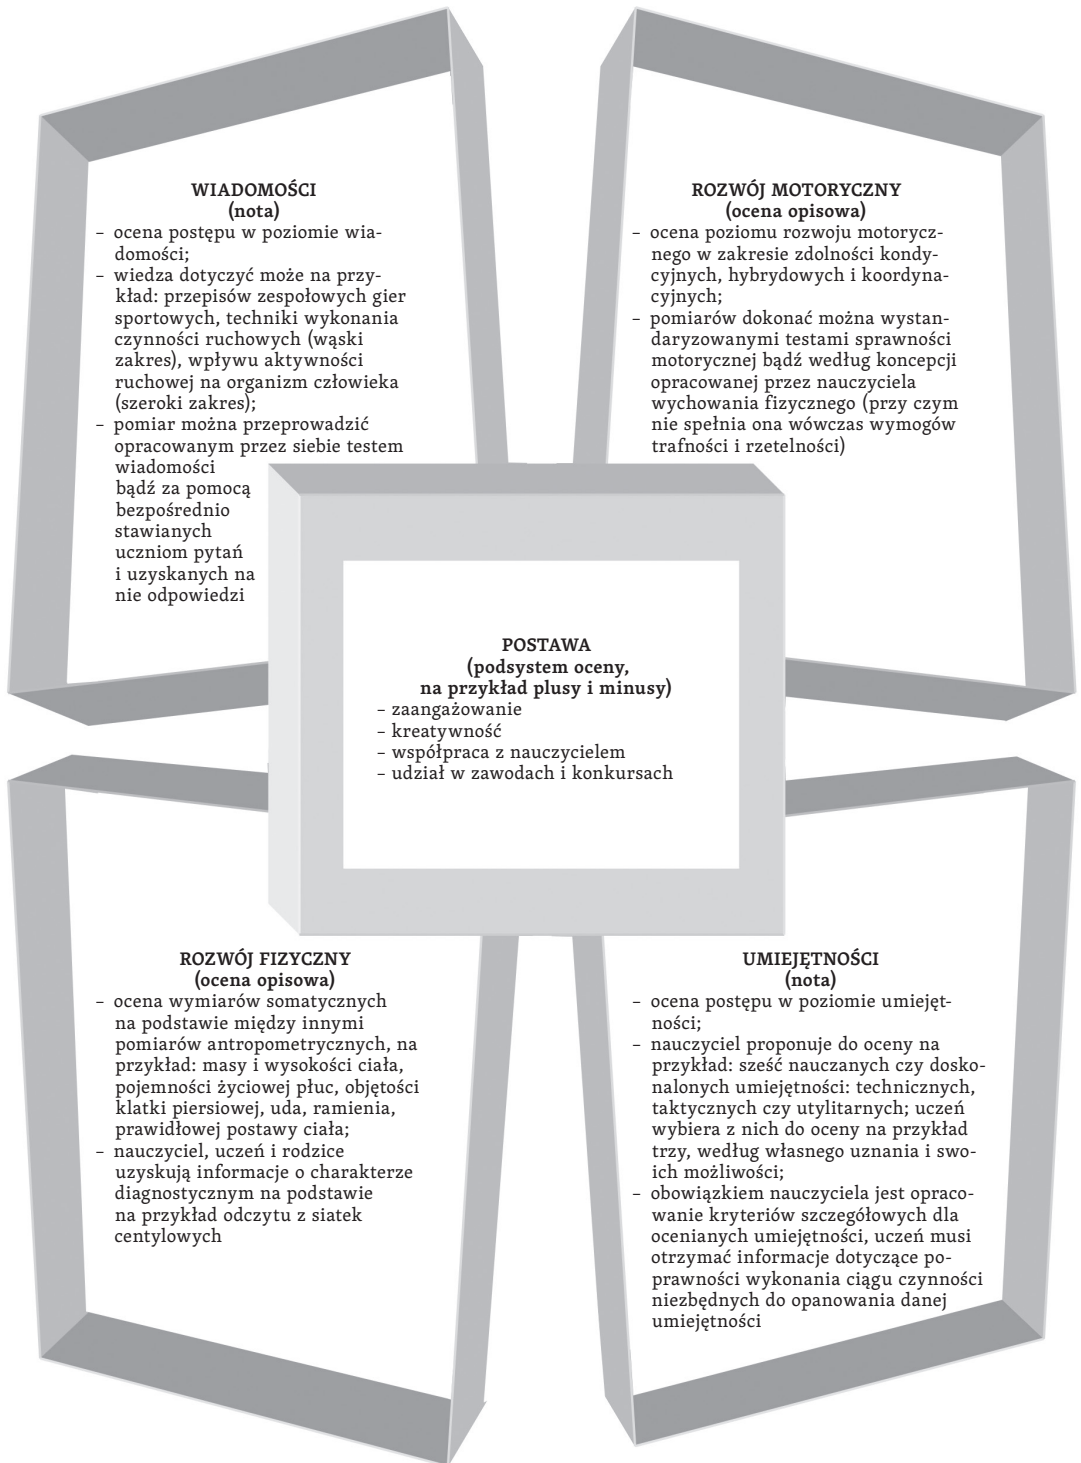 WIADOMOŚCI
(nota)
– ocena postępu w poziomie wia-
domości;
– wiedza dotyczyć może na przy-
kład: przepisów zespołowych gier
sportowych, techniki wykonania
czynności ruchowych (wąski
zakres), wpływu aktywności
ruchowej na organizm człowieka
(szeroki zakres);
– pomiar można przeprowadzić
opracowanym przez siebie testem
wiadomości
bądź za pomocą
bezpośrednio
stawianych
uczniom pytań
i uzyskanych na
nie odpowiedzi
ROZWÓJ MOTORYCZNY
(ocena opisowa)
– ocena poziomu rozwoju motorycz-
nego w zakresie zdolności kondy-
cyjnych, hybrydowych i koordyna-
cyjnych;
– pomiarów dokonać można wystan-
daryzowanymi testami sprawności
motorycznej bądź według koncepcji
opracowanej przez nauczyciela
wychowania fizycznego (przy czym
nie spełnia ona wówczas wymogów
trafności i rzetelności)
POSTAWA
(podsystem oceny,
na przykład plusy i minusy)
– zaangażowanie
– kreatywność
– współpraca z nauczycielem
– udział w zawodach i konkursach
ROZWÓJ FIZYCZNY
(ocena opisowa)
– ocena wymiarów somatycznych
na podstawie między innymi
pomiarów antropometrycznych, na
przykład: masy i wysokości ciała,
pojemności życiowej płuc, objętości
klatki piersiowej, uda, ramienia,
prawidłowej postawy ciała;
– nauczyciel, uczeń i rodzice
uzyskują informacje o charakterze
diagnostycznym na podstawie
na przykład odczytu z siatek
centylowych
UMIEJĘTNOŚCI
(nota)
– ocena postępu w poziomie umiejęt-
ności;
– nauczyciel proponuje do oceny na
przykład: sześć nauczanych czy dosko-
nalonych umiejętności: technicznych,
taktycznych czy utylitarnych; uczeń
wybiera z nich do oceny na przykład
trzy, według własnego uznania i swo-
ich możliwości;
– obowiązkiem nauczyciela jest opraco-
wanie kryteriów szczegółowych dla
ocenianych umiejętności, uczeń musi
otrzymać informacje dotyczące po-
prawności wykonania ciągu czynności
niezbędnych do opanowania danej
umiejętności